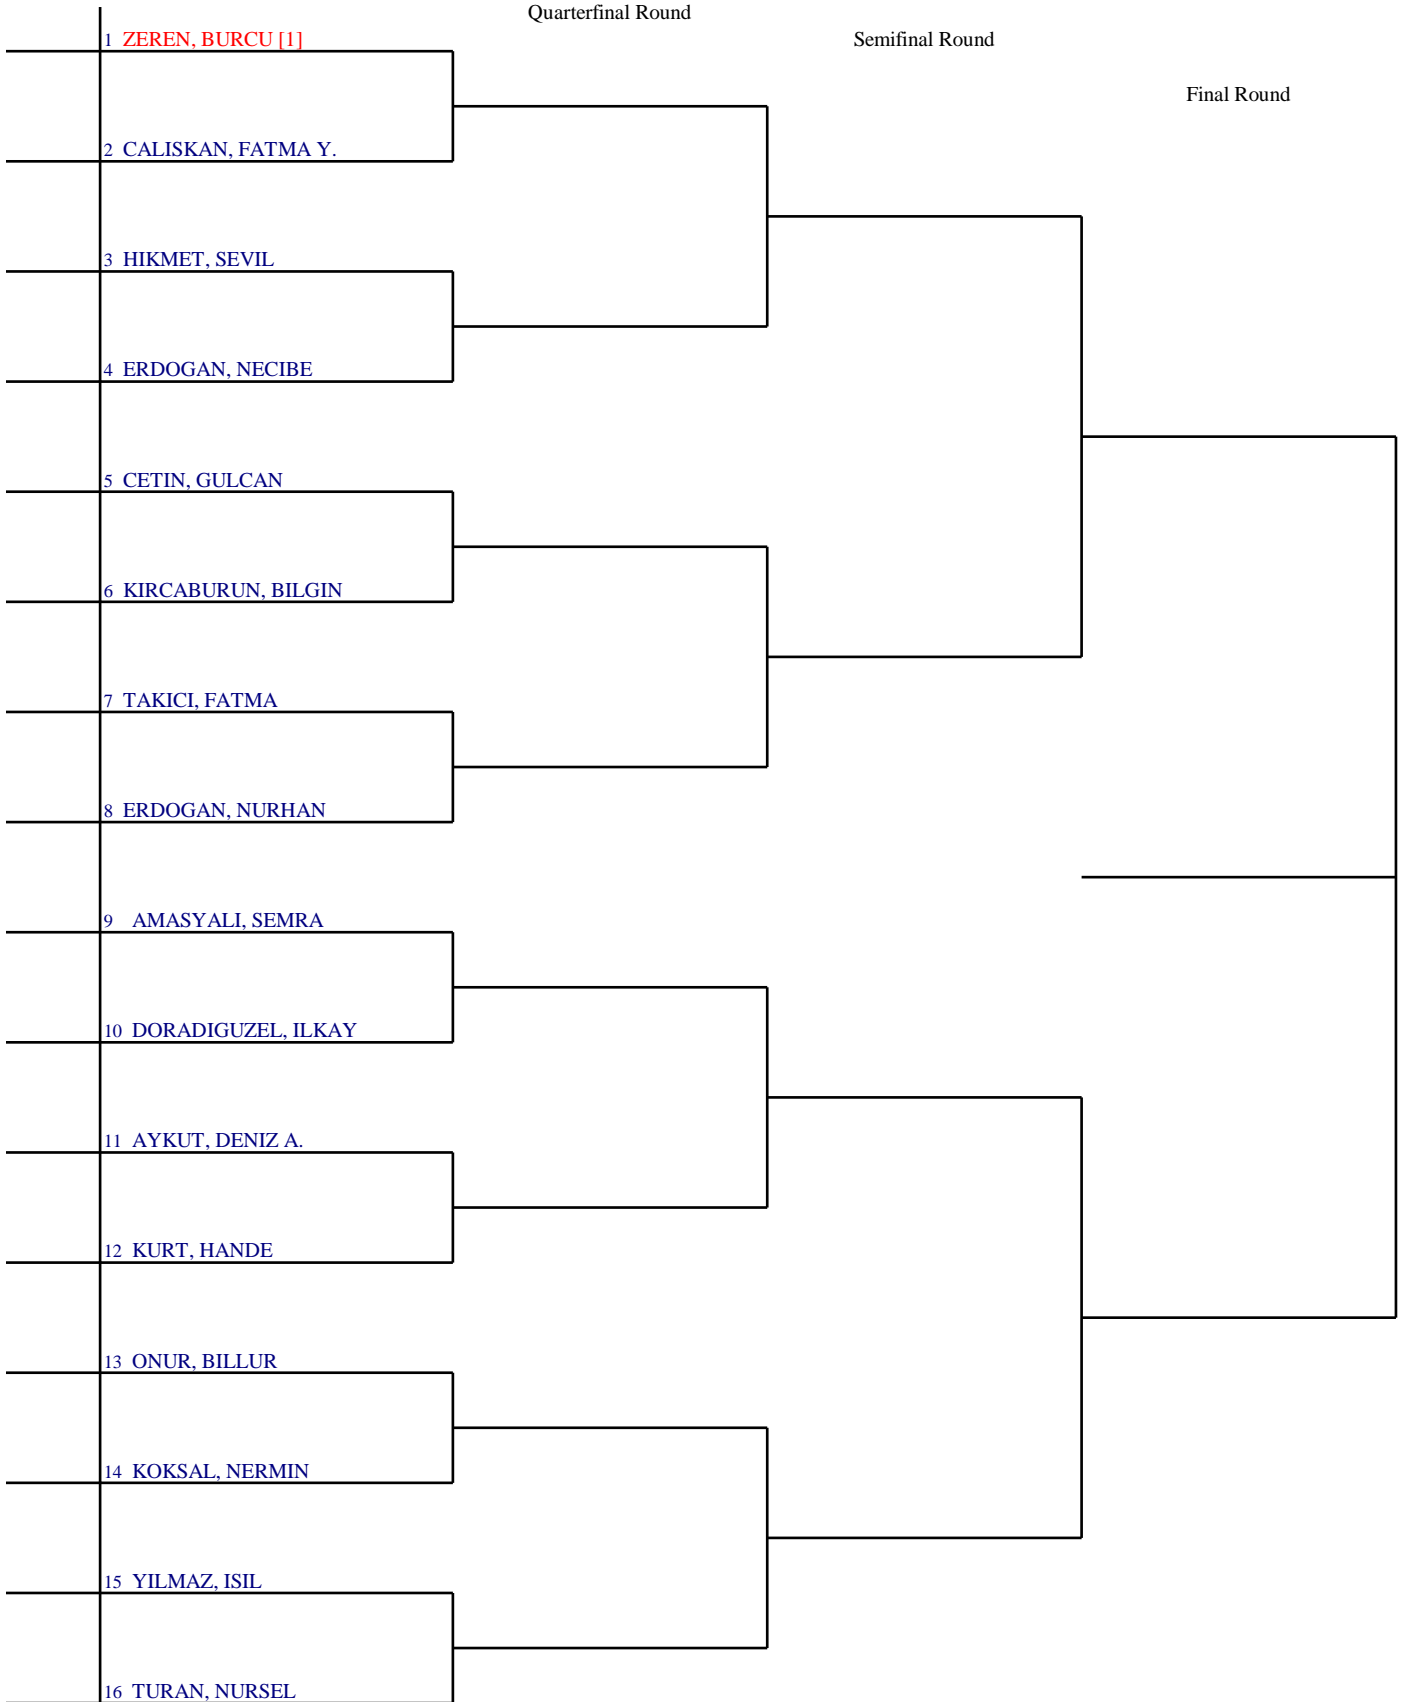 Quarterfinal Round
1 ZEREN, BURCU [1]
Semifinal Round
Final Round
2 CALISKAN, FATMA Y.
3 HIKMET, SEVIL
4 ERDOGAN, NECIBE
5 CETIN, GULCAN
6 KIRCABURUN, BILGIN
7 TAKICI, FATMA
8 ERDOGAN, NURHAN
9 AMASYALI, SEMRA
10 DORADIGUZEL, ILKAY
11 AYKUT, DENIZ A.
12 KURT, HANDE
13 ONUR, BILLUR
14 KOKSAL, NERMIN
15 YILMAZ, ISIL
16 TURAN, NURSEL